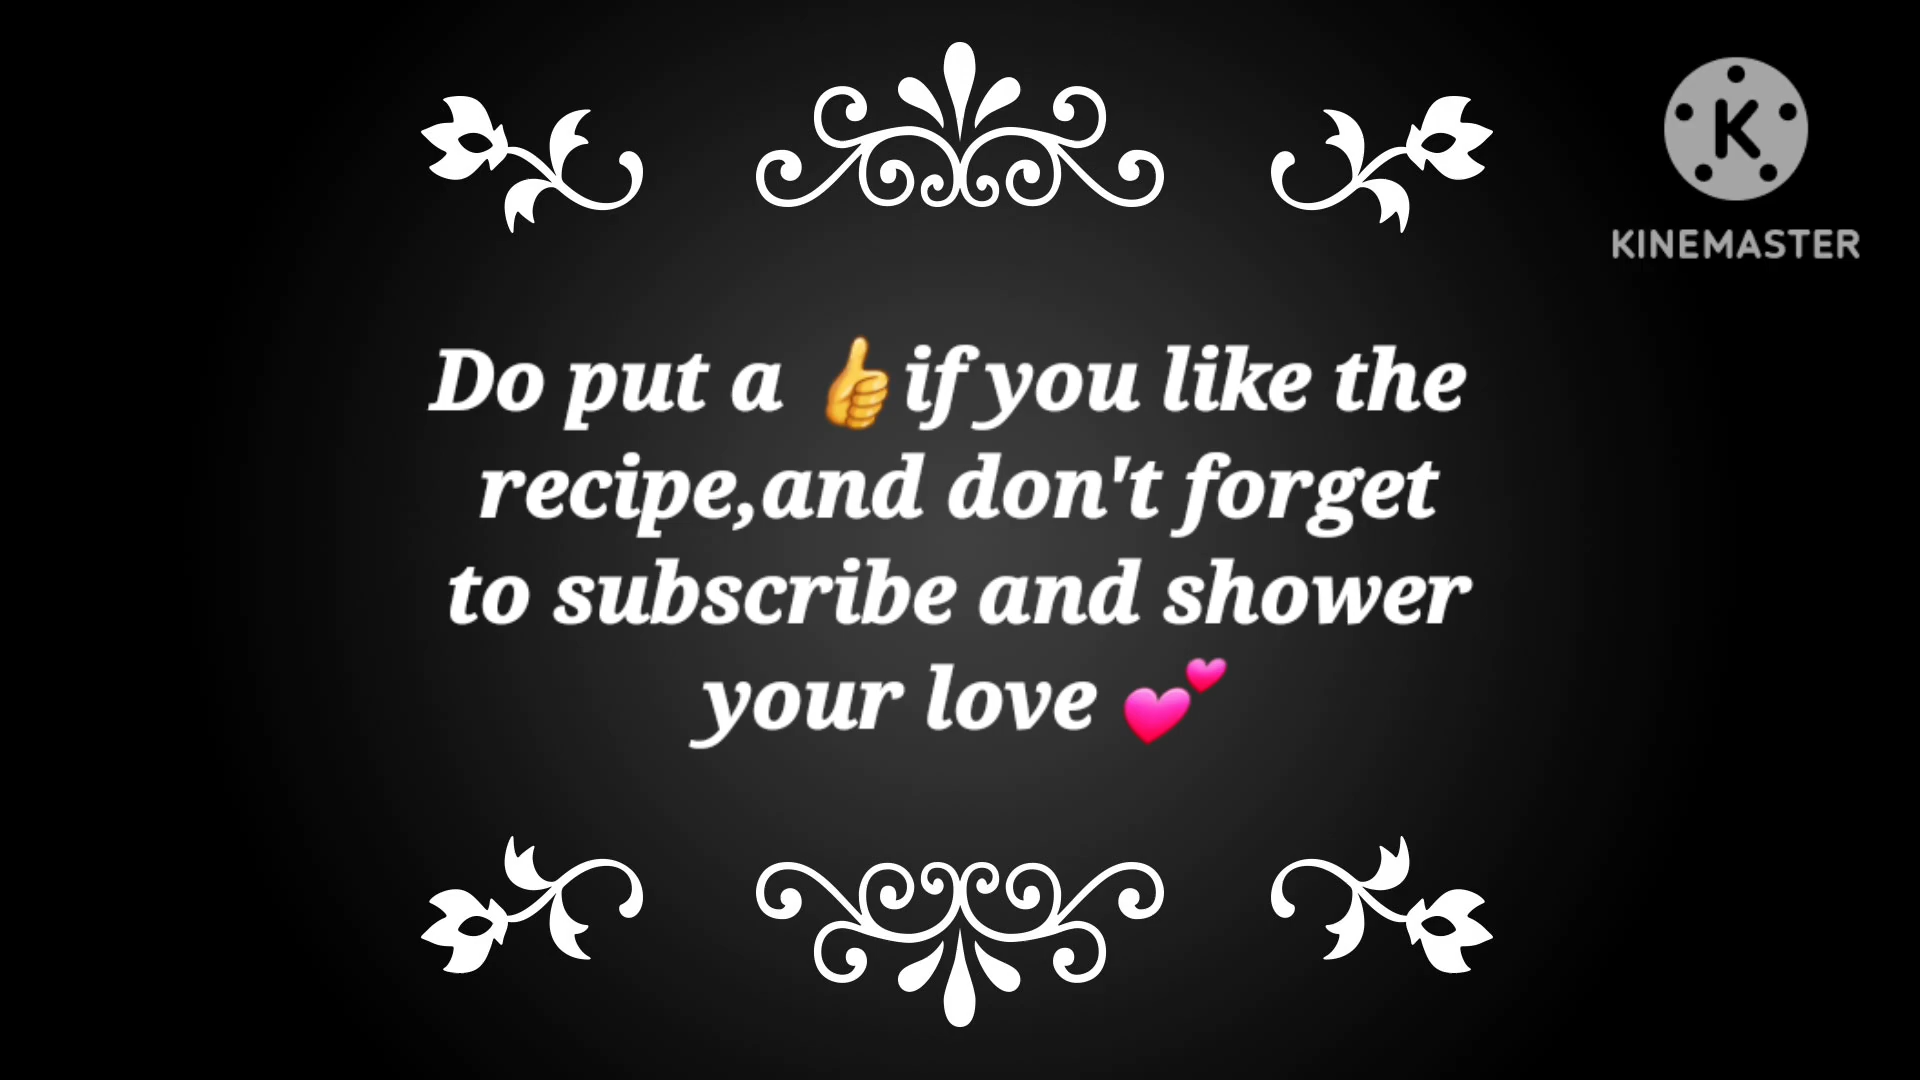 K
KINEMASTER
Do put a 👍if you like the
recipe,and don't forget
to subscribe and shower
your love 💕